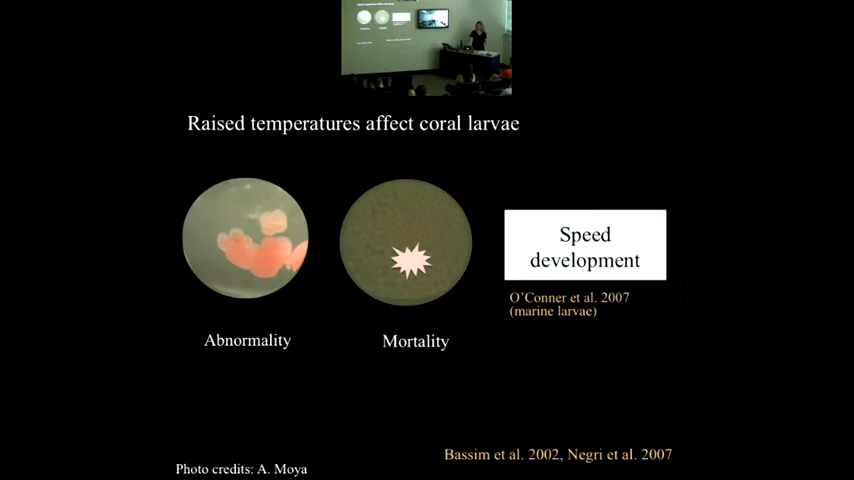 Raised temperatures affect coral larvae
Speed
development
O'Conner et al. 2007
(marine larvae)
Abnormality
Mortality
Bassim et al. 2002, Negri et al. 2007
Photo credits: A. Moya